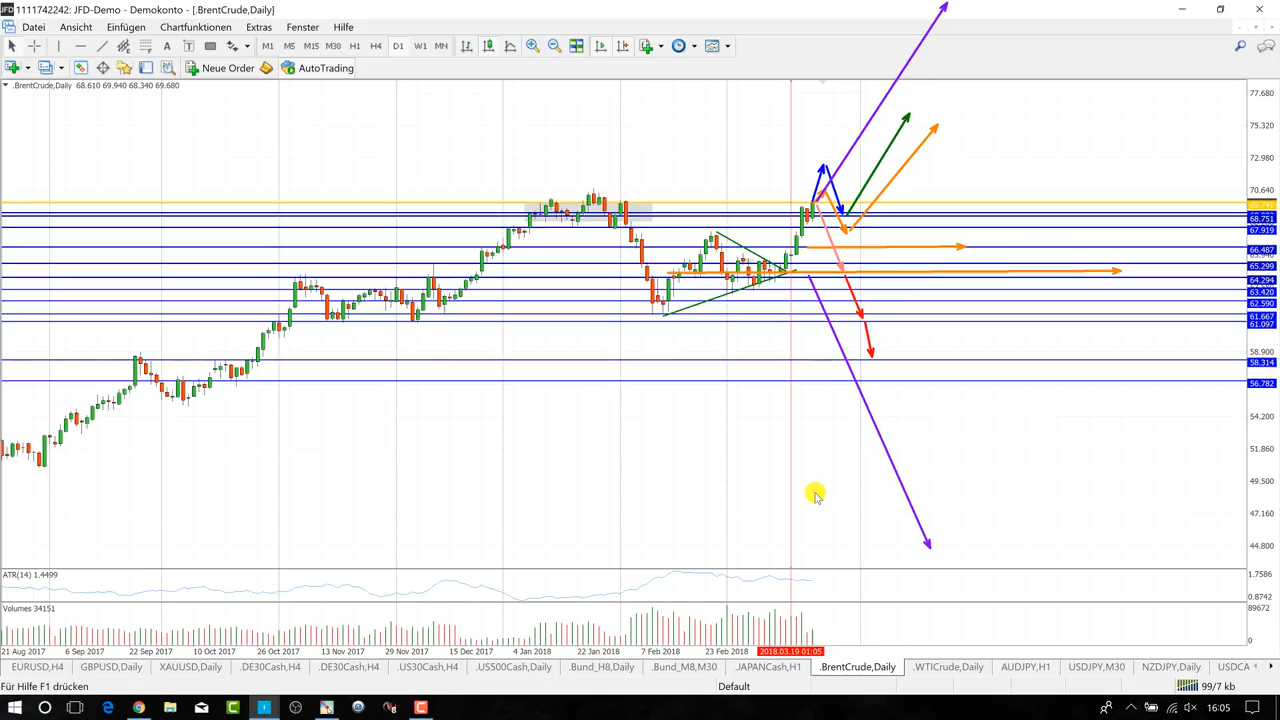 1111742242: JFD-Demo - Demokonto - [.BrentCrude,Daily]
Datei Ansicht Einfügen Chartfunktionen Extras Fenster Hilfe
A T M1 M5 M15 M30 H1 H4 D1 W1 MN
Neue Order AutoTrading
.BrentCrude,Daily 68.610 69.940 68.340 69.680
77.680
75.320
72.980
70.640
68.751
67.919
66.487
65.299
64.294
63.420
62.590
61.667
61.097
58.900
58.314
56.782
54.200
51.860
49.500
47.160
44.800
ATR(14) 1.4499
1.7586
0.8742
Volumes 34151
89672
0
21 Aug 2017 6 Sep 2017 22 Sep 2017 10 Oct 2017 26 Oct 2017 13 Nov 2017 29 Nov 2017 15 Dec 2017 4 Jan 2018 22 Jan 2018 7 Feb 2018 23 Feb 2018 2018.03.19 01:05
EURUSD,H4 GBPUSD,Daily XAUUSD,Daily .DE30Cash,H4 .DE30Cash,H4 .US30Cash,H4 .US500Cash,Daily .Bund_H8,Daily .Bund_M8,M30 .JAPANCash,H1 .BrentCrude,Daily .WTICrude,Daily AUDJPY,H1 USDJPY,M30 NZDJPY,Daily USDCA
Für Hilfe F1 drücken Default 99/7 kb
16:05